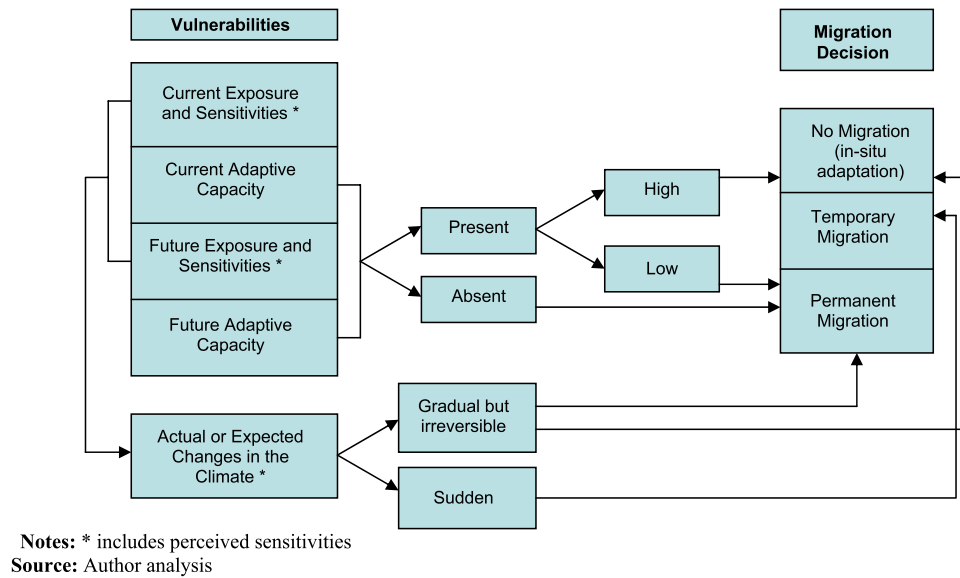 Vulnerabilities
Migration
Decision
Current Exposure
and Sensitivities *
Current Adaptive
Capacity
Future Exposure and
Sensitivities *
Future Adaptive
Capacity
Actual or Expected
Changes in the
Climate *
Present
Absent
High
Low
Gradual but
irreversible
Sudden
No Migration
(in-situ
adaptation)
Temporary
Migration
Permanent
Migration
Notes: * includes perceived sensitivities
Source: Author analysis